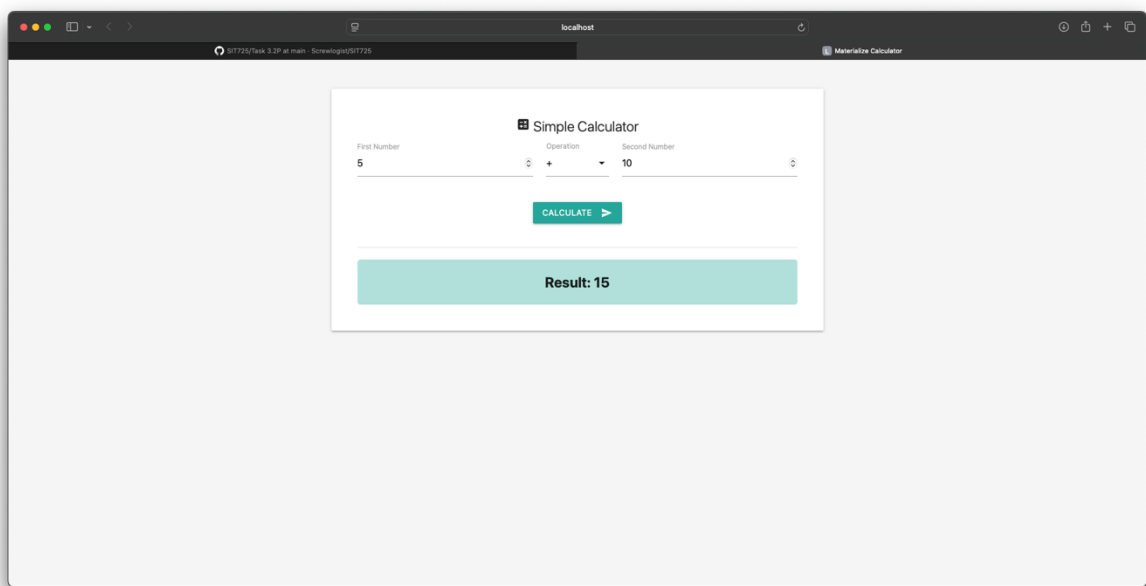 localhost
SIT725/Task 3.2P at main · Screwlogist/SIT725
L Materialize Calculator
Simple Calculator
First Number Operation Second Number
5 + 10
CALCULATE
Result: 15